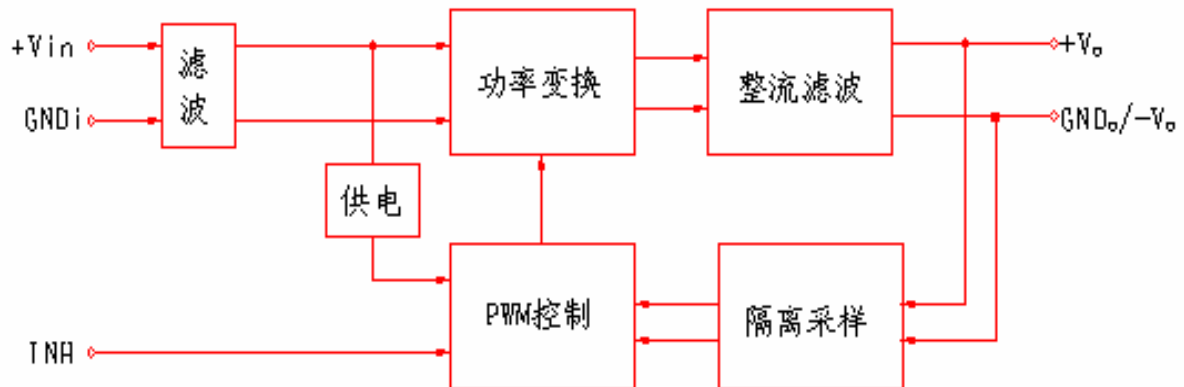 +Vin
滤波
功率变换
整流滤波
+Vo
GNDi
GNDo/-Vo
供电
PWM控制
隔离采样
INH